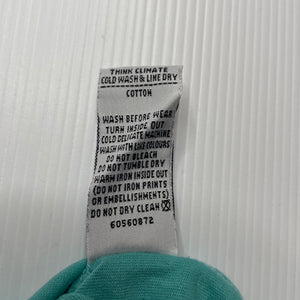 THINK CLIMATE
COLD WASH & LINE DRY
COTTON
WASH BEFORE WEAR
TURN INSIDE OUT
COLD DELICATE MACHINE
WASH WITH LIKE COLOURS
DO NOT BLEACH
DO NOT TUMBLE DRY
WARM IRON INSIDE OUT
(DO NOT IRON PRINTS
OR EMBELLISHMENTS)
DO NOT DRY CLEAN
60560872